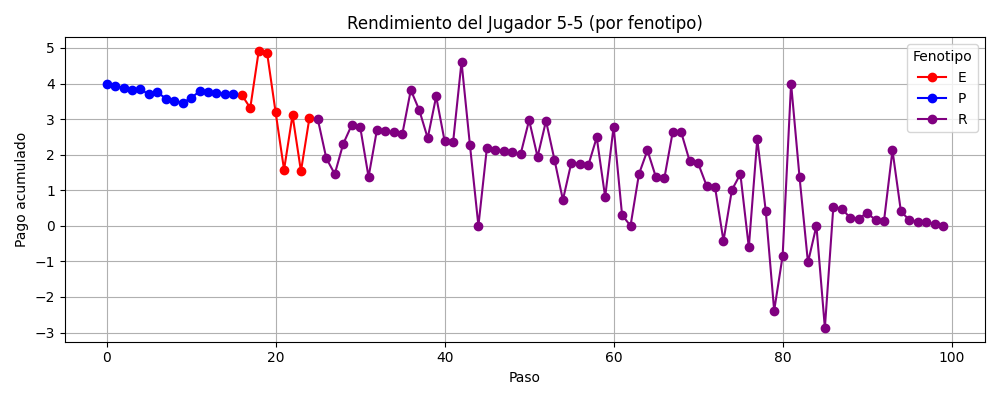 Rendimiento del Jugador 5-5 (por fenotipo)
Pago acumulado
5
4
3
2
1
0
−1
−2
−3
Fenotipo
E
P
R
0
20
40
60
80
100
Paso